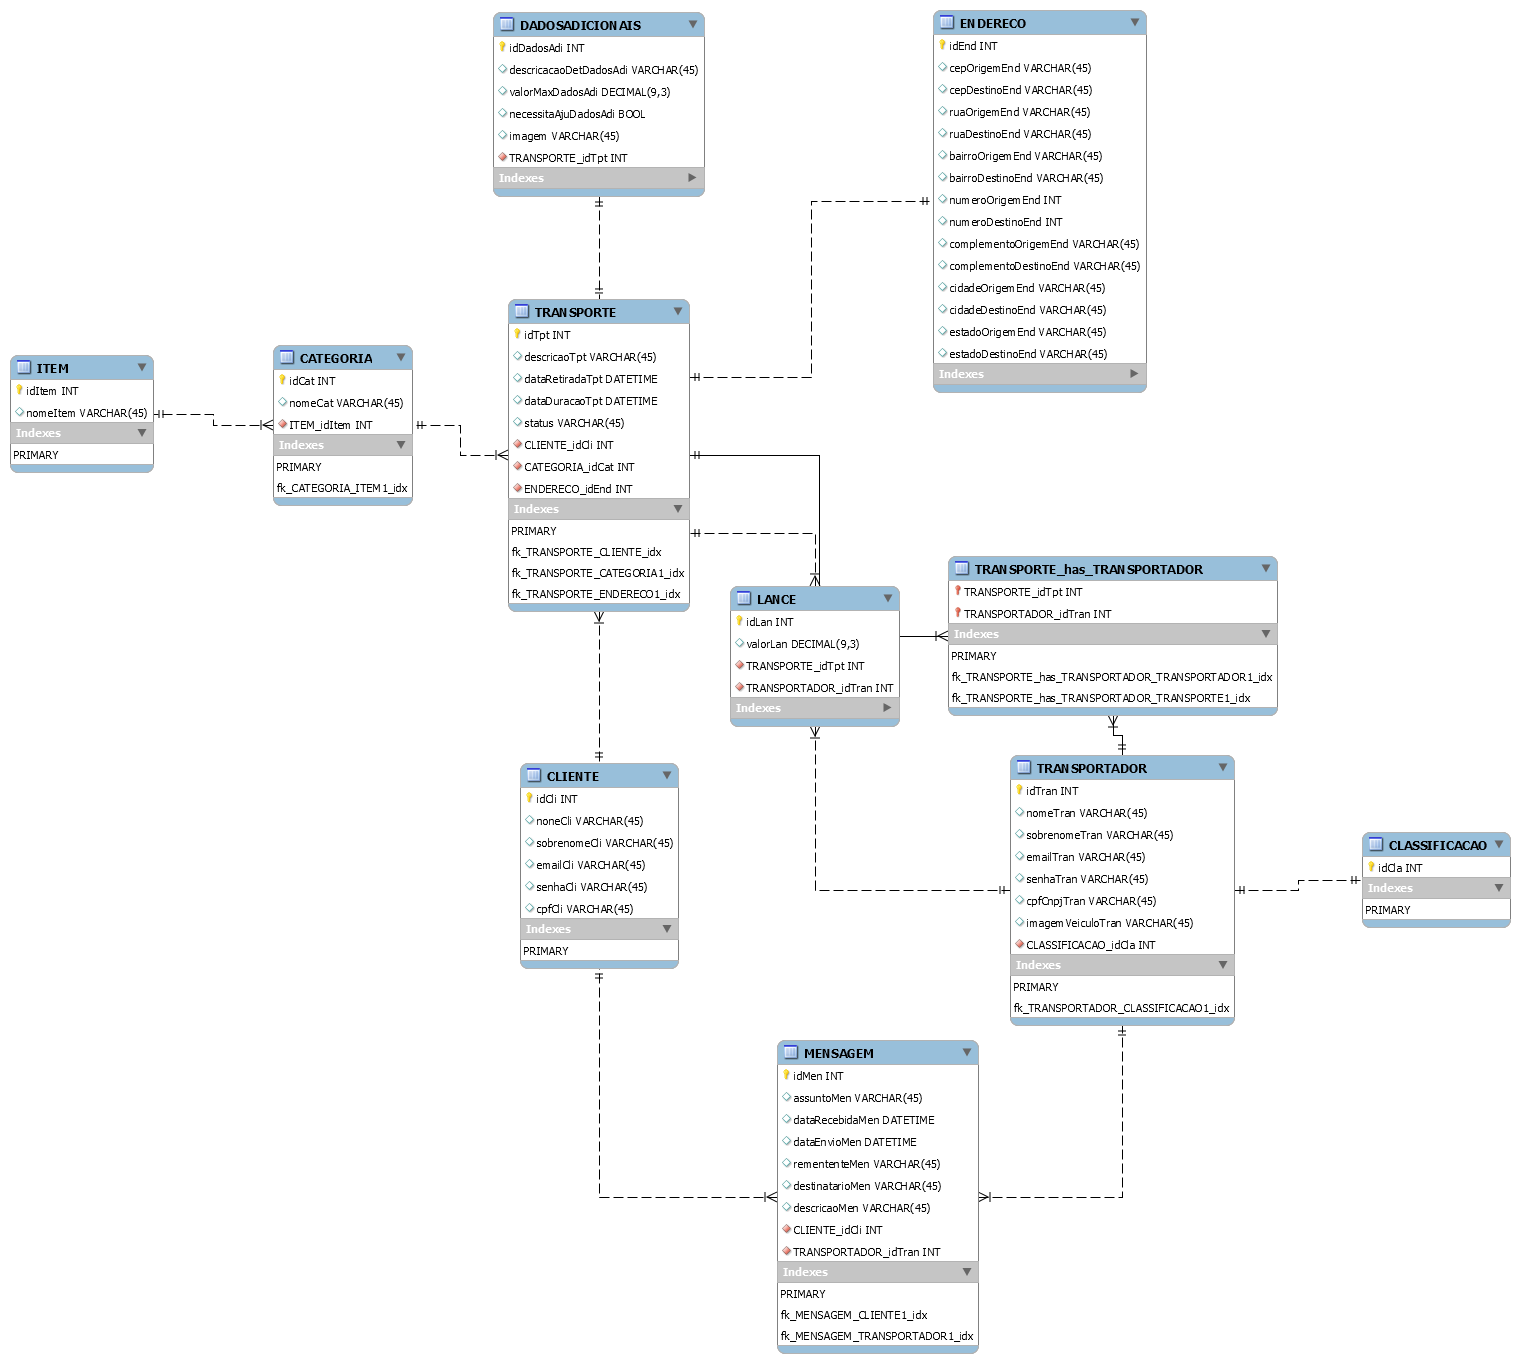 DADOSADICIONAIS
idDadosAdi INT
descricacaoDetDadosAdi VARCHAR(45)
valorMaxDadosAdi DECIMAL(9,3)
necessitaAjuDadosAdi BOOL
imagem VARCHAR(45)
TRANSPORTE_idTpt INT
Indexes
ENDERECO
idEnd INT
cepOrigemEnd VARCHAR(45)
cepDestinoEnd VARCHAR(45)
ruaOrigemEnd VARCHAR(45)
ruaDestinoEnd VARCHAR(45)
bairroOrigemEnd VARCHAR(45)
bairroDestinoEnd VARCHAR(45)
numeroOrigemEnd INT
numeroDestinoEnd INT
complementoOrigemEnd VARCHAR(45)
complementoDestinoEnd VARCHAR(45)
cidadeOrigemEnd VARCHAR(45)
cidadeDestinoEnd VARCHAR(45)
estadoOrigemEnd VARCHAR(45)
estadoDestinoEnd VARCHAR(45)
Indexes
ITEM
idItem INT
nomeItem VARCHAR(45)
Indexes
PRIMARY
CATEGORIA
idCat INT
nomeCat VARCHAR(45)
ITEM_idItem INT
Indexes
PRIMARY
fk_CATEGORIA_ITEM1_idx
TRANSPORTE
idTpt INT
descricaoTpt VARCHAR(45)
dataRetiradaTpt DATETIME
dataDuracaoTpt DATETIME
status VARCHAR(45)
CLIENTE_idCli INT
CATEGORIA_idCat INT
ENDERECO_idEnd INT
Indexes
PRIMARY
fk_TRANSPORTE_CLIENTE_idx
fk_TRANSPORTE_CATEGORIA1_idx
fk_TRANSPORTE_ENDERECO1_idx
LANCE
idLan INT
valorLan DECIMAL(9,3)
TRANSPORTE_idTpt INT
TRANSPORTADOR_idTran INT
Indexes
TRANSPORTE_has_TRANSPORTADOR
TRANSPORTE_idTpt INT
TRANSPORTADOR_idTran INT
Indexes
PRIMARY
fk_TRANSPORTE_has_TRANSPORTADOR_TRANSPORTADOR1_idx
fk_TRANSPORTE_has_TRANSPORTADOR_TRANSPORTE1_idx
CLIENTE
idCli INT
noneCli VARCHAR(45)
sobrenomeCli VARCHAR(45)
emailCli VARCHAR(45)
senhaCli VARCHAR(45)
cpfCli VARCHAR(45)
Indexes
PRIMARY
TRANSPORTADOR
idTran INT
nomeTran VARCHAR(45)
sobrenomeTran VARCHAR(45)
emailTran VARCHAR(45)
senhaTran VARCHAR(45)
cpfCnpjTran VARCHAR(45)
imagemVeiculoTran VARCHAR(45)
CLASSIFICACAO_idCla INT
Indexes
PRIMARY
fk_TRANSPORTADOR_CLASSIFICACAO1_idx
CLASSIFICACAO
idCla INT
Indexes
PRIMARY
MENSAGEM
idMen INT
assuntoMen VARCHAR(45)
dataRecebidaMen DATETIME
dataEnvioMen DATETIME
remententeMen VARCHAR(45)
destinatarioMen VARCHAR(45)
descricaoMen VARCHAR(45)
CLIENTE_idCli INT
TRANSPORTADOR_idTran INT
Indexes
PRIMARY
fk_MENSAGEM_CLIENTE1_idx
fk_MENSAGEM_TRANSPORTADOR1_idx